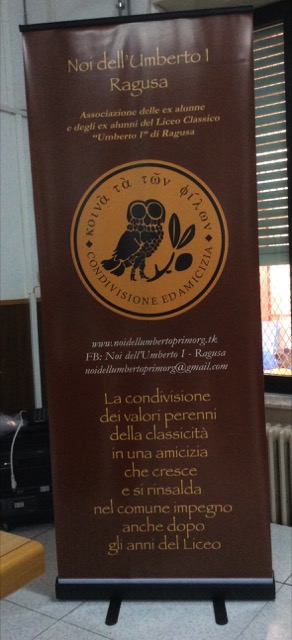 Noi dell'Umberto I
Ragusa
Associazione delle ex alunne
e degli ex alunni del Liceo Classico
"Umberto I" di Ragusa
κοινὰ τὰ τῶν φίλων
CONDIVISIONE ED AMICIZIA
www.noidellumbertoprimorg.tk
FB: Noi dell'Umberto I - Ragusa
noidellumbertoprimorg@gmail.com
La condivisione
dei valori perenni
della classicità
in una amicizia
che cresce
e si rinsalda
nel comune impegno
anche dopo
gli anni del Liceo